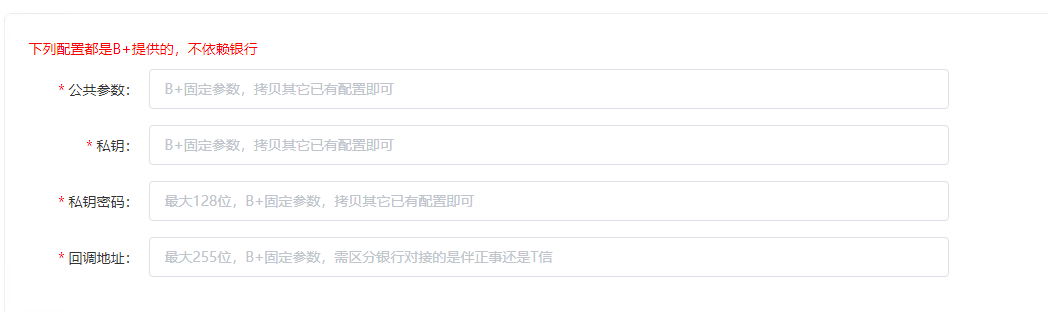 下列配置都是B+提供的，不依赖银行
* 公共参数： B+固定参数，拷贝其它已有配置即可
* 私钥： B+固定参数，拷贝其它已有配置即可
* 私钥密码： 最大128位，B+固定参数，拷贝其它已有配置即可
* 回调地址： 最大255位，B+固定参数，需区分银行对接的是伴正事还是T信